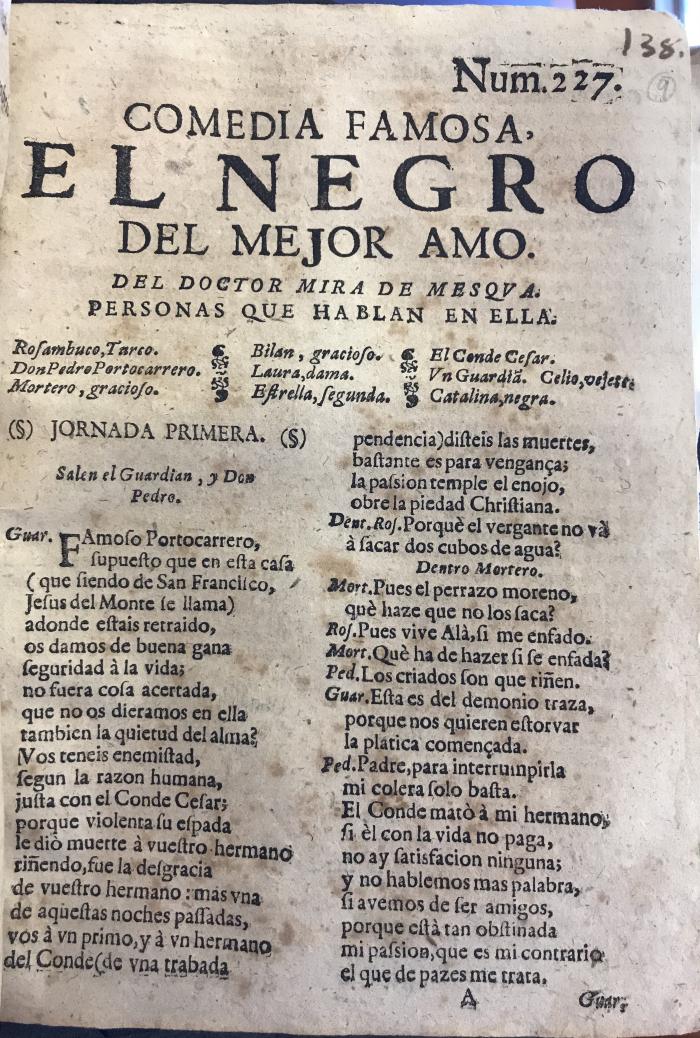 138.
Num.227.
9
COMEDIA FAMOSA,
EL NEGRO
DEL MEJOR AMO.
DEL DOCTOR MIRA DE MESQVA.
PERSONAS QUE HABLAN EN ELLA.
Roſambuco, Turco.
Don Pedro Portocarrero.
Mortero, gracioſo.
Bilan, gracioſo.
Laura, dama.
Eſtrella, ſegunda.
El Conde Ceſar.
Vn Guardiã. Celio, vejete.
Catalina, negra.
(S) JORNADA PRIMERA. (S)
Salen el Guardian, y Don
Pedro.
Guar. FAmoſo Portocarrero,
ſupueſto que en eſta caſa
(que ſiendo de San Franciſco,
Jeſus del Monte ſe llama)
adonde eſtais retraido,
os damos de buena gana
ſeguridad à la vida;
no fuera coſa acertada,
que no os dieramos en ella
tambien la quietud del alma?
Vos teneis enemiſtad,
ſegun la razon humana,
juſta con el Conde Ceſar;
porque violenta ſu eſpada
le diò muerte à vueſtro hermano
riñendo, fue la deſgracia
de vueſtro hermano: mas vna
de aqueſtas noches paſſadas,
vos à vn primo, y à vn hermano
del Conde (de vna trabada
pendencia) diſteis las muertes,
baſtante es para vengança;
la paſsion temple el enojo,
obre la piedad Chriſtiana.
Dent. Roſ. Porquè el vergante no và
à ſacar dos cubos de agua?
Dentro Mortero.
Mort. Pues el perrazo moreno,
què haze que no los ſaca?
Roſ. Pues vive Alà, ſi me enfado.
Mort. Què ha de hazer ſi ſe enfada?
Ped. Los criados ſon que riñen.
Guar. Eſta es del demonio traza,
porque nos quieren eſtorvar
la platica començada.
Ped. Padre, para interrumpirla
mi colera ſolo baſta.
El Conde matò à mi hermano,
ſi èl con la vida no paga,
no ay ſatisfacion ninguna;
y no hablemos mas palabra,
ſi avemos de ſer amigos,
porque eſtà tan obſtinada
mi paſsion, que es mi contrario
el que de pazes me trata.
A
Guar.